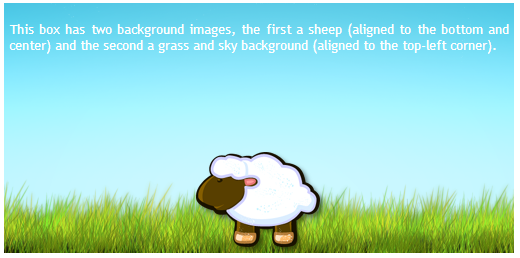 This box has two background images, the first a sheep (aligned to the bottom and
center) and the second a grass and sky background (aligned to the top-left corner).